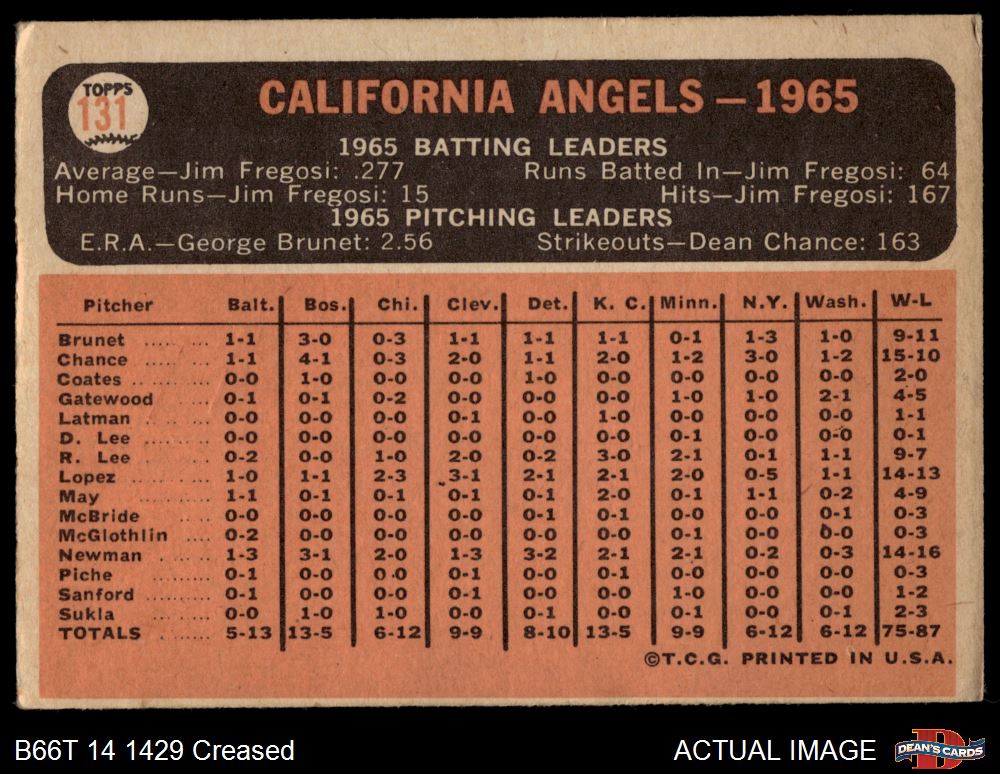 TOPPS
131
CALIFORNIA ANGELS — 1965
1965 BATTING LEADERS
Average—Jim Fregosi: .277 Runs Batted In—Jim Fregosi: 64
Home Runs—Jim Fregosi: 15 Hits—Jim Fregosi: 167
1965 PITCHING LEADERS
E.R.A.—George Brunet: 2.56 Strikeouts—Dean Chance: 163
Pitcher Balt. Bos. Chi. Clev. Det. K. C. Minn. N.Y. Wash. W-L
Brunet 1-1 3-0 0-3 1-1 1-1 1-1 0-1 1-3 1-0 9-11
Chance 1-1 4-1 0-3 2-0 1-1 2-0 1-2 3-0 1-2 15-10
Coates 0-0 1-0 0-0 0-0 1-0 0-0 0-0 0-0 0-0 2-0
Gatewood 0-1 0-1 0-2 0-0 0-0 0-0 1-0 1-0 2-1 4-5
Latman 0-0 0-0 0-0 0-1 0-0 1-0 0-0 0-0 0-0 1-1
D. Lee 0-0 0-0 0-0 0-0 0-0 0-0 0-1 0-0 0-0 0-1
R. Lee 0-2 0-0 1-0 2-0 0-2 3-0 2-1 0-1 1-1 9-7
Lopez 1-0 1-1 2-3 3-1 2-1 2-1 2-0 0-5 1-1 14-13
May 1-1 0-1 0-1 0-1 0-1 2-0 0-1 1-1 0-2 4-9
McBride 0-0 0-0 0-0 0-0 0-1 0-1 0-0 0-0 0-1 0-3
McGlothlin 0-2 0-0 0-0 0-0 0-1 0-0 0-0 0-0 0-0 0-3
Newman 1-3 3-1 2-0 1-3 3-2 2-1 2-1 0-2 0-3 14-16
Piche 0-1 0-0 0-0 0-1 0-0 0-1 0-0 0-0 0-0 0-3
Sanford 0-1 0-0 0-0 0-1 0-0 0-0 1-0 0-0 0-0 1-2
Sukla 0-0 1-0 1-0 0-0 0-1 0-0 0-1 0-0 0-1 2-3
TOTALS 5-13 13-5 6-12 9-9 8-10 13-5 9-9 6-12 6-12 75-87
©T.C.G. PRINTED IN U.S.A.
B66T 14 1429 Creased ACTUAL IMAGE DEAN'S CARDS